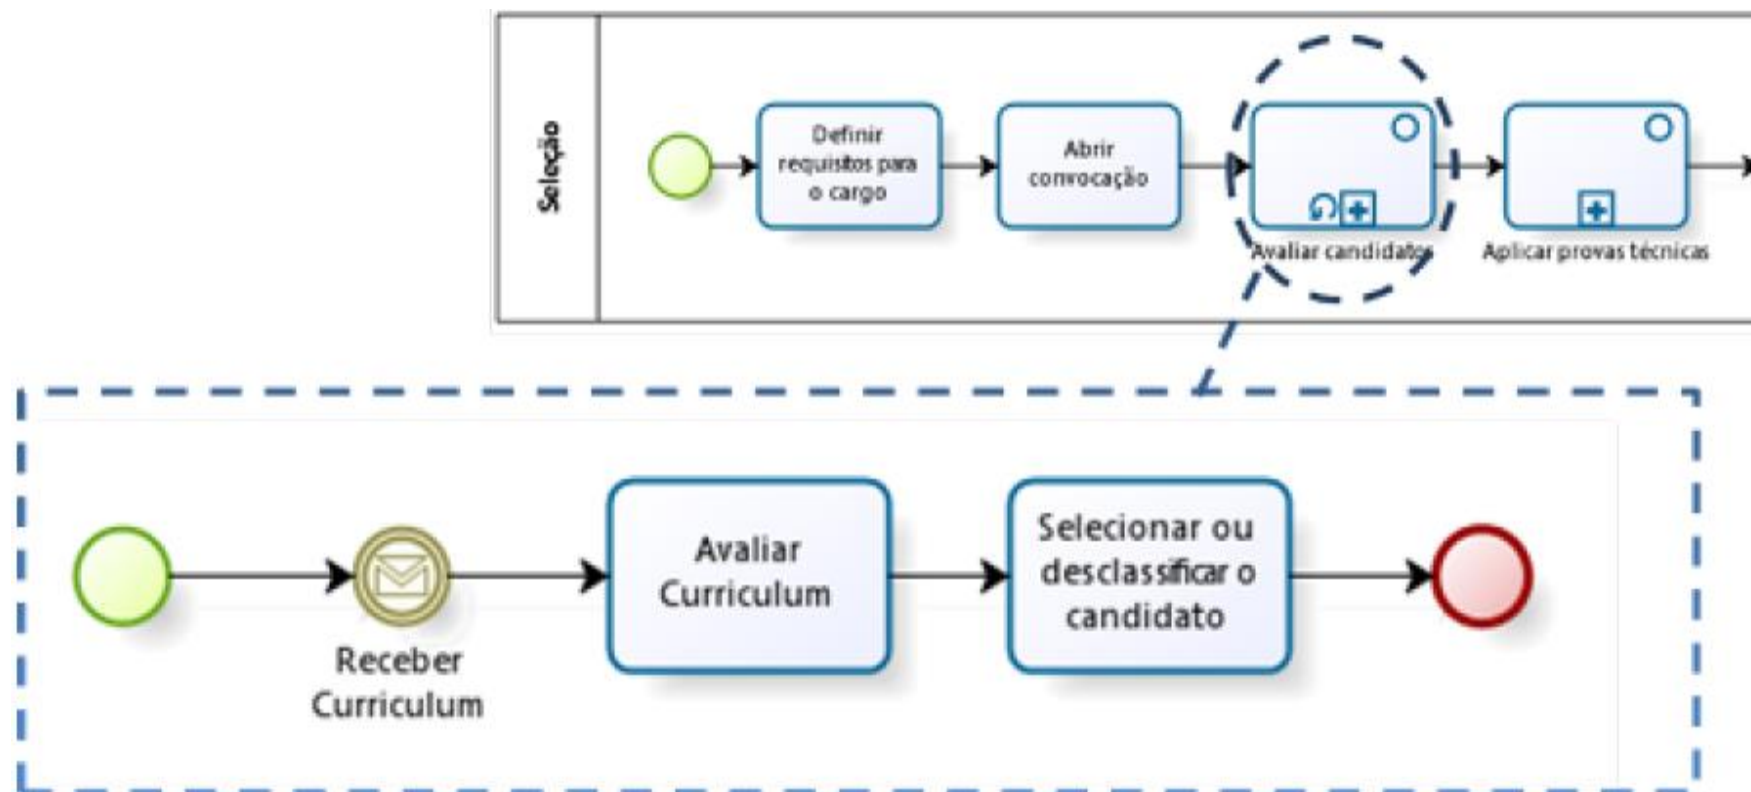 Seleção
Definir
requisitos para
o cargo
Abrir
convocação
Avaliar candidatos
Aplicar provas técnicas
Receber
Curriculum
Avaliar
Curriculum
Selecionar ou
desclassificar o
candidato